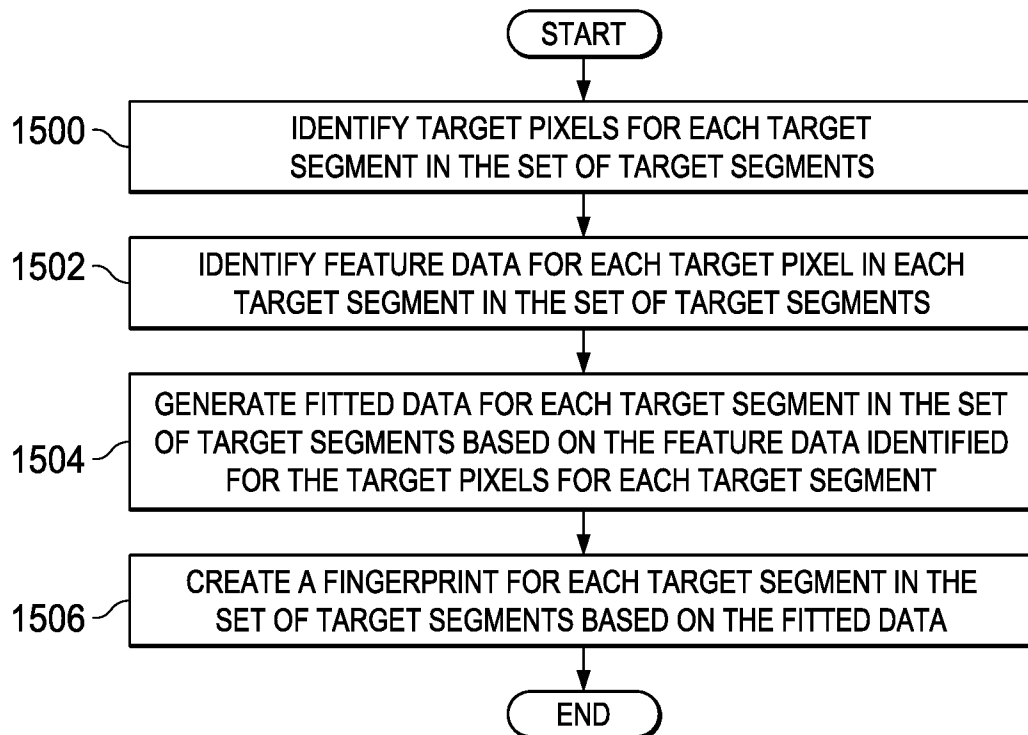 START
1500
IDENTIFY TARGET PIXELS FOR EACH TARGET
SEGMENT IN THE SET OF TARGET SEGMENTS
1502
IDENTIFY FEATURE DATA FOR EACH TARGET PIXEL IN EACH
TARGET SEGMENT IN THE SET OF TARGET SEGMENTS
1504
GENERATE FITTED DATA FOR EACH TARGET SEGMENT IN THE SET
OF TARGET SEGMENTS BASED ON THE FEATURE DATA IDENTIFIED
FOR THE TARGET PIXELS FOR EACH TARGET SEGMENT
1506
CREATE A FINGERPRINT FOR EACH TARGET SEGMENT IN THE
SET OF TARGET SEGMENTS BASED ON THE FITTED DATA
END